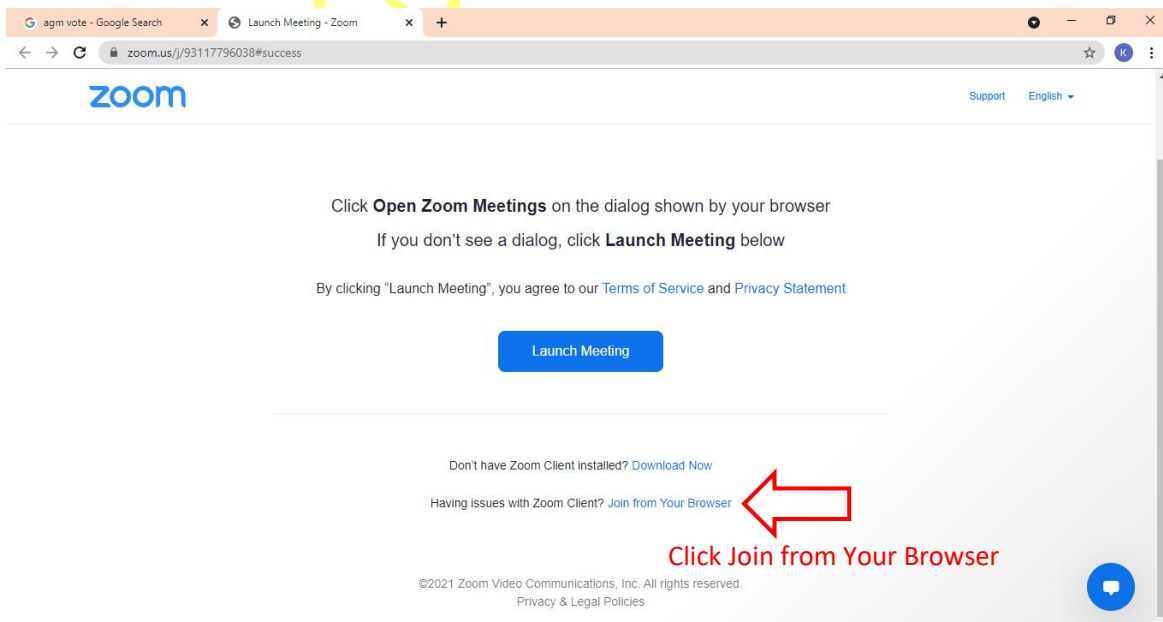 agm vote - Google Search
Launch Meeting - Zoom
zoom.us/j/93117796038#success
K
zoom
Support English
Click Open Zoom Meetings on the dialog shown by your browser
If you don't see a dialog, click Launch Meeting below
By clicking “Launch Meeting”, you agree to our Terms of Service and Privacy Statement
Launch Meeting
Don't have Zoom Client installed? Download Now
Having issues with Zoom Client? Join from Your Browser
Click Join from Your Browser
©2021 Zoom Video Communications, Inc. All rights reserved.
Privacy & Legal Policies